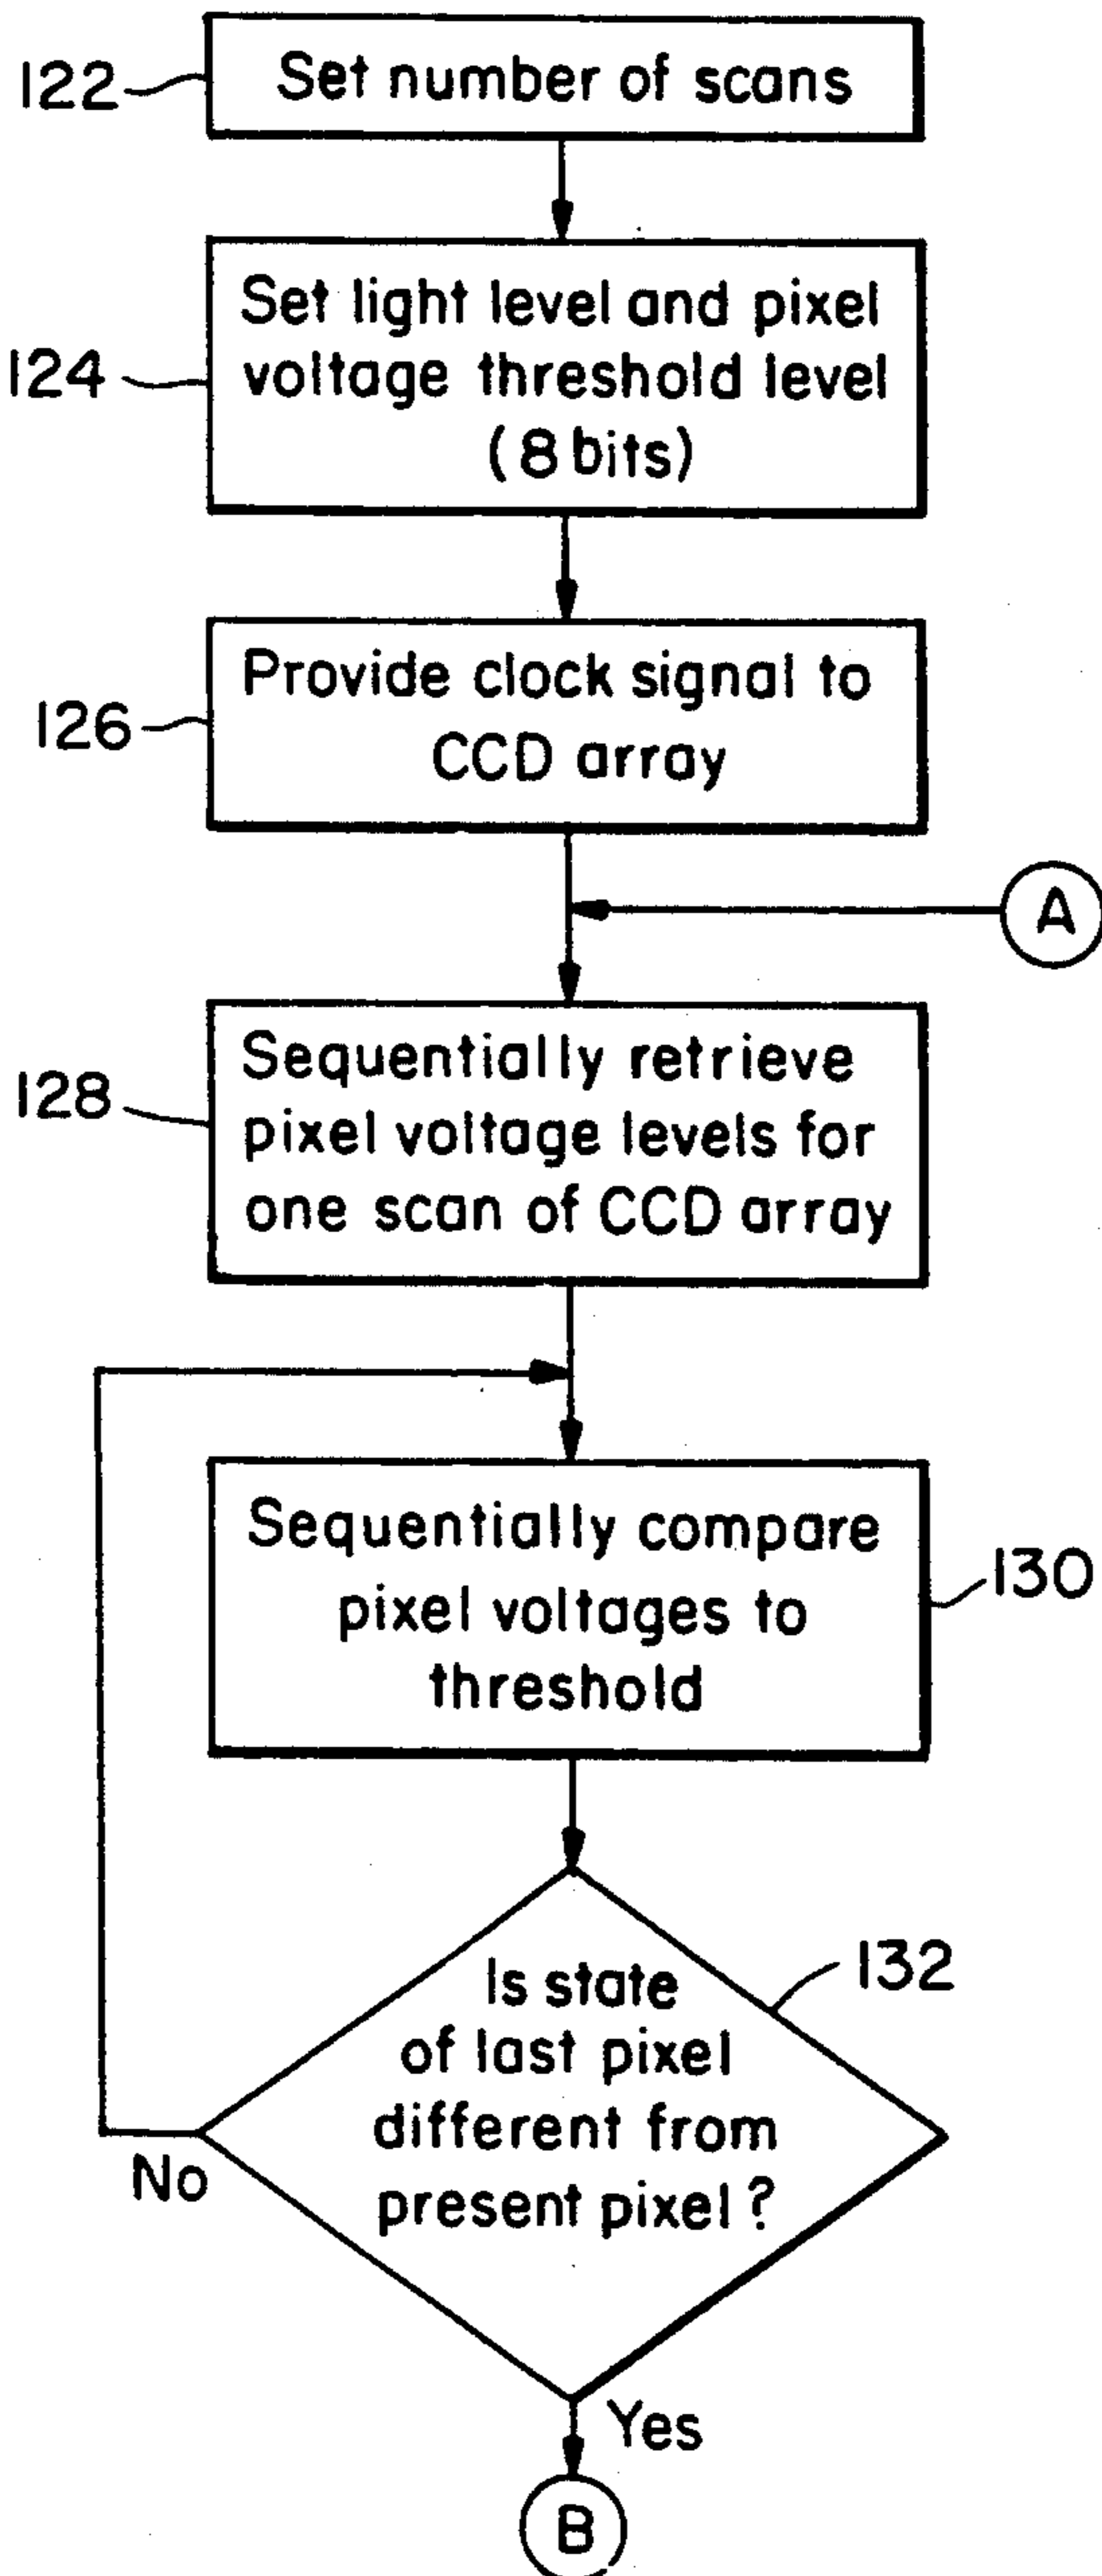 122
Set number of scans
124
Set light level and pixel
voltage threshold level
(8 bits)
126
Provide clock signal to
CCD array
A
128
Sequentially retrieve
pixel voltage levels for
one scan of CCD array
Sequentially compare
pixel voltages to
threshold
130
132
Is state
of last pixel
different from
present pixel?
No
Yes
B